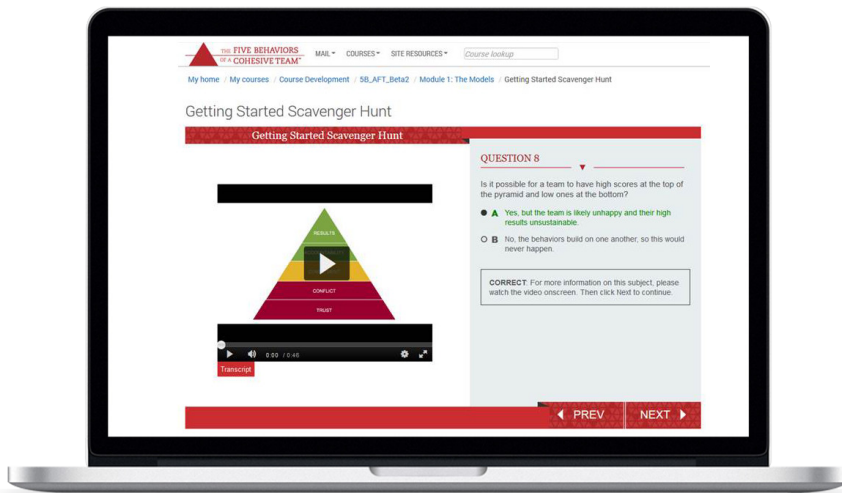 THE FIVE BEHAVIORS
OF A COHESIVE TEAM™
MAIL COURSES SITE RESOURCES Course lookup
My home / My courses / Course Development / 5B_AFT_Beta2 / Module 1: The Models / Getting Started Scavenger Hunt
Getting Started Scavenger Hunt
Getting Started Scavenger Hunt
RESULTS
CONFLICT
TRUST
0:00 / 0:46
Transcript
QUESTION 8
Is it possible for a team to have high scores at the top of
the pyramid and low ones at the bottom?
A Yes, but the team is likely unhappy and their high
results unsustainable.
B No, the behaviors build on one another, so this would
never happen.
CORRECT: For more information on this subject, please
watch the video onscreen. Then click Next to continue.
PREV NEXT